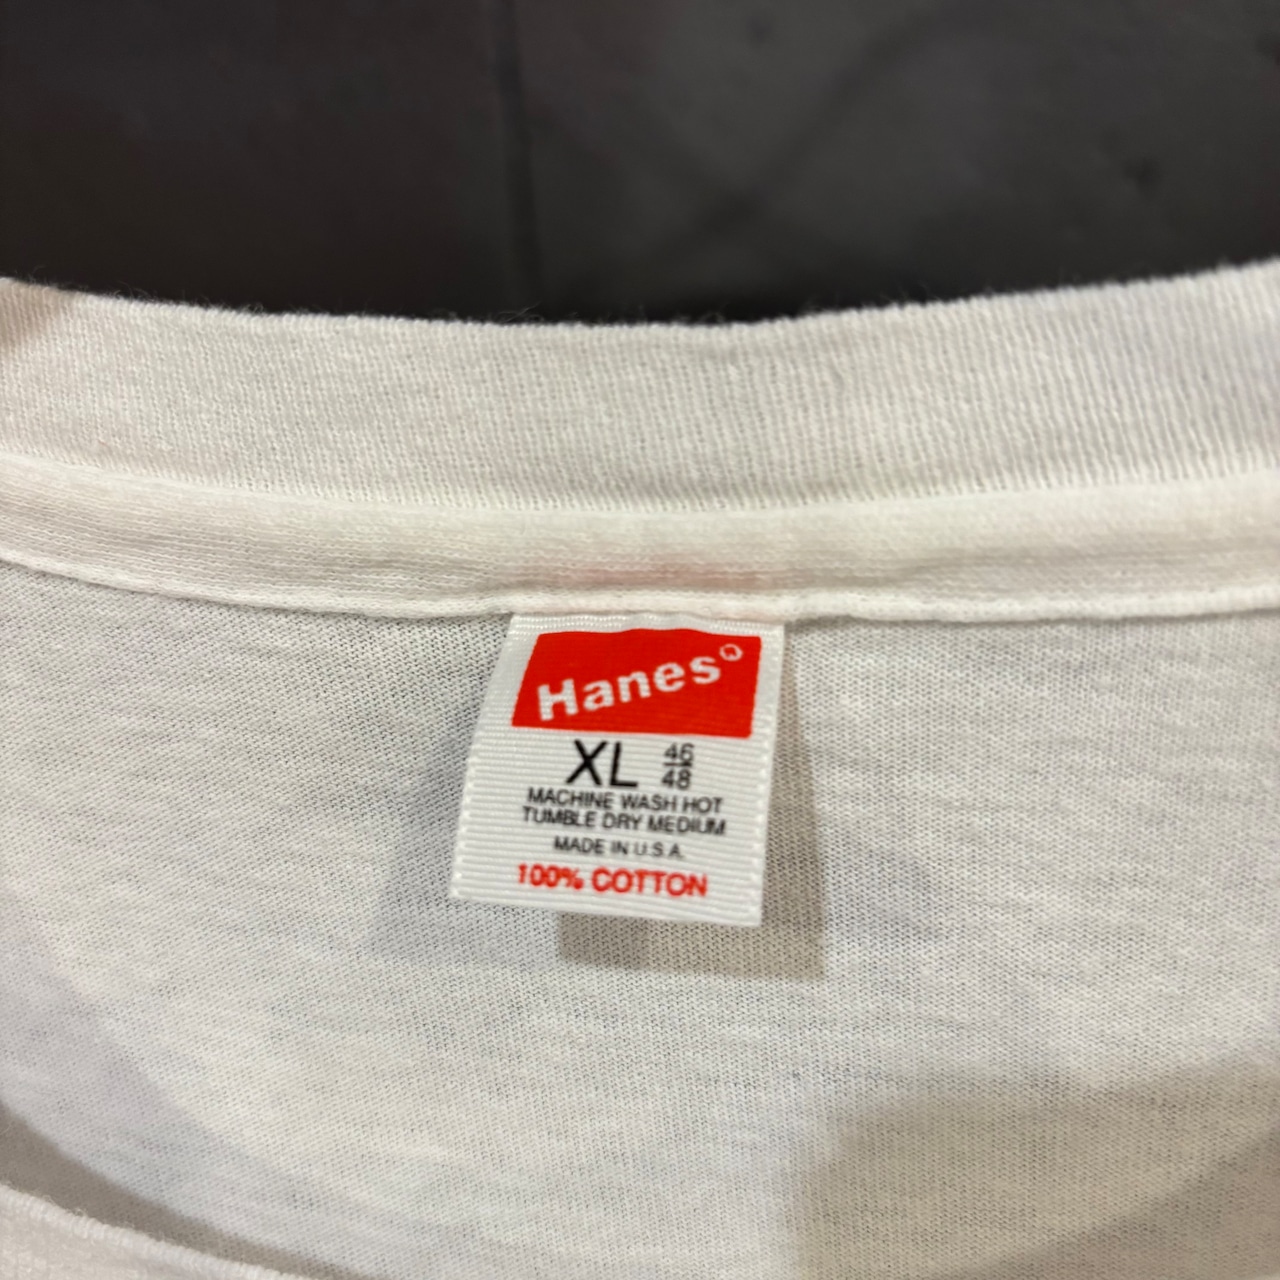 Hanes®
XL 46/48
MACHINE WASH HOT
TUMBLE DRY MEDIUM
MADE IN U.S.A.
100% COTTON